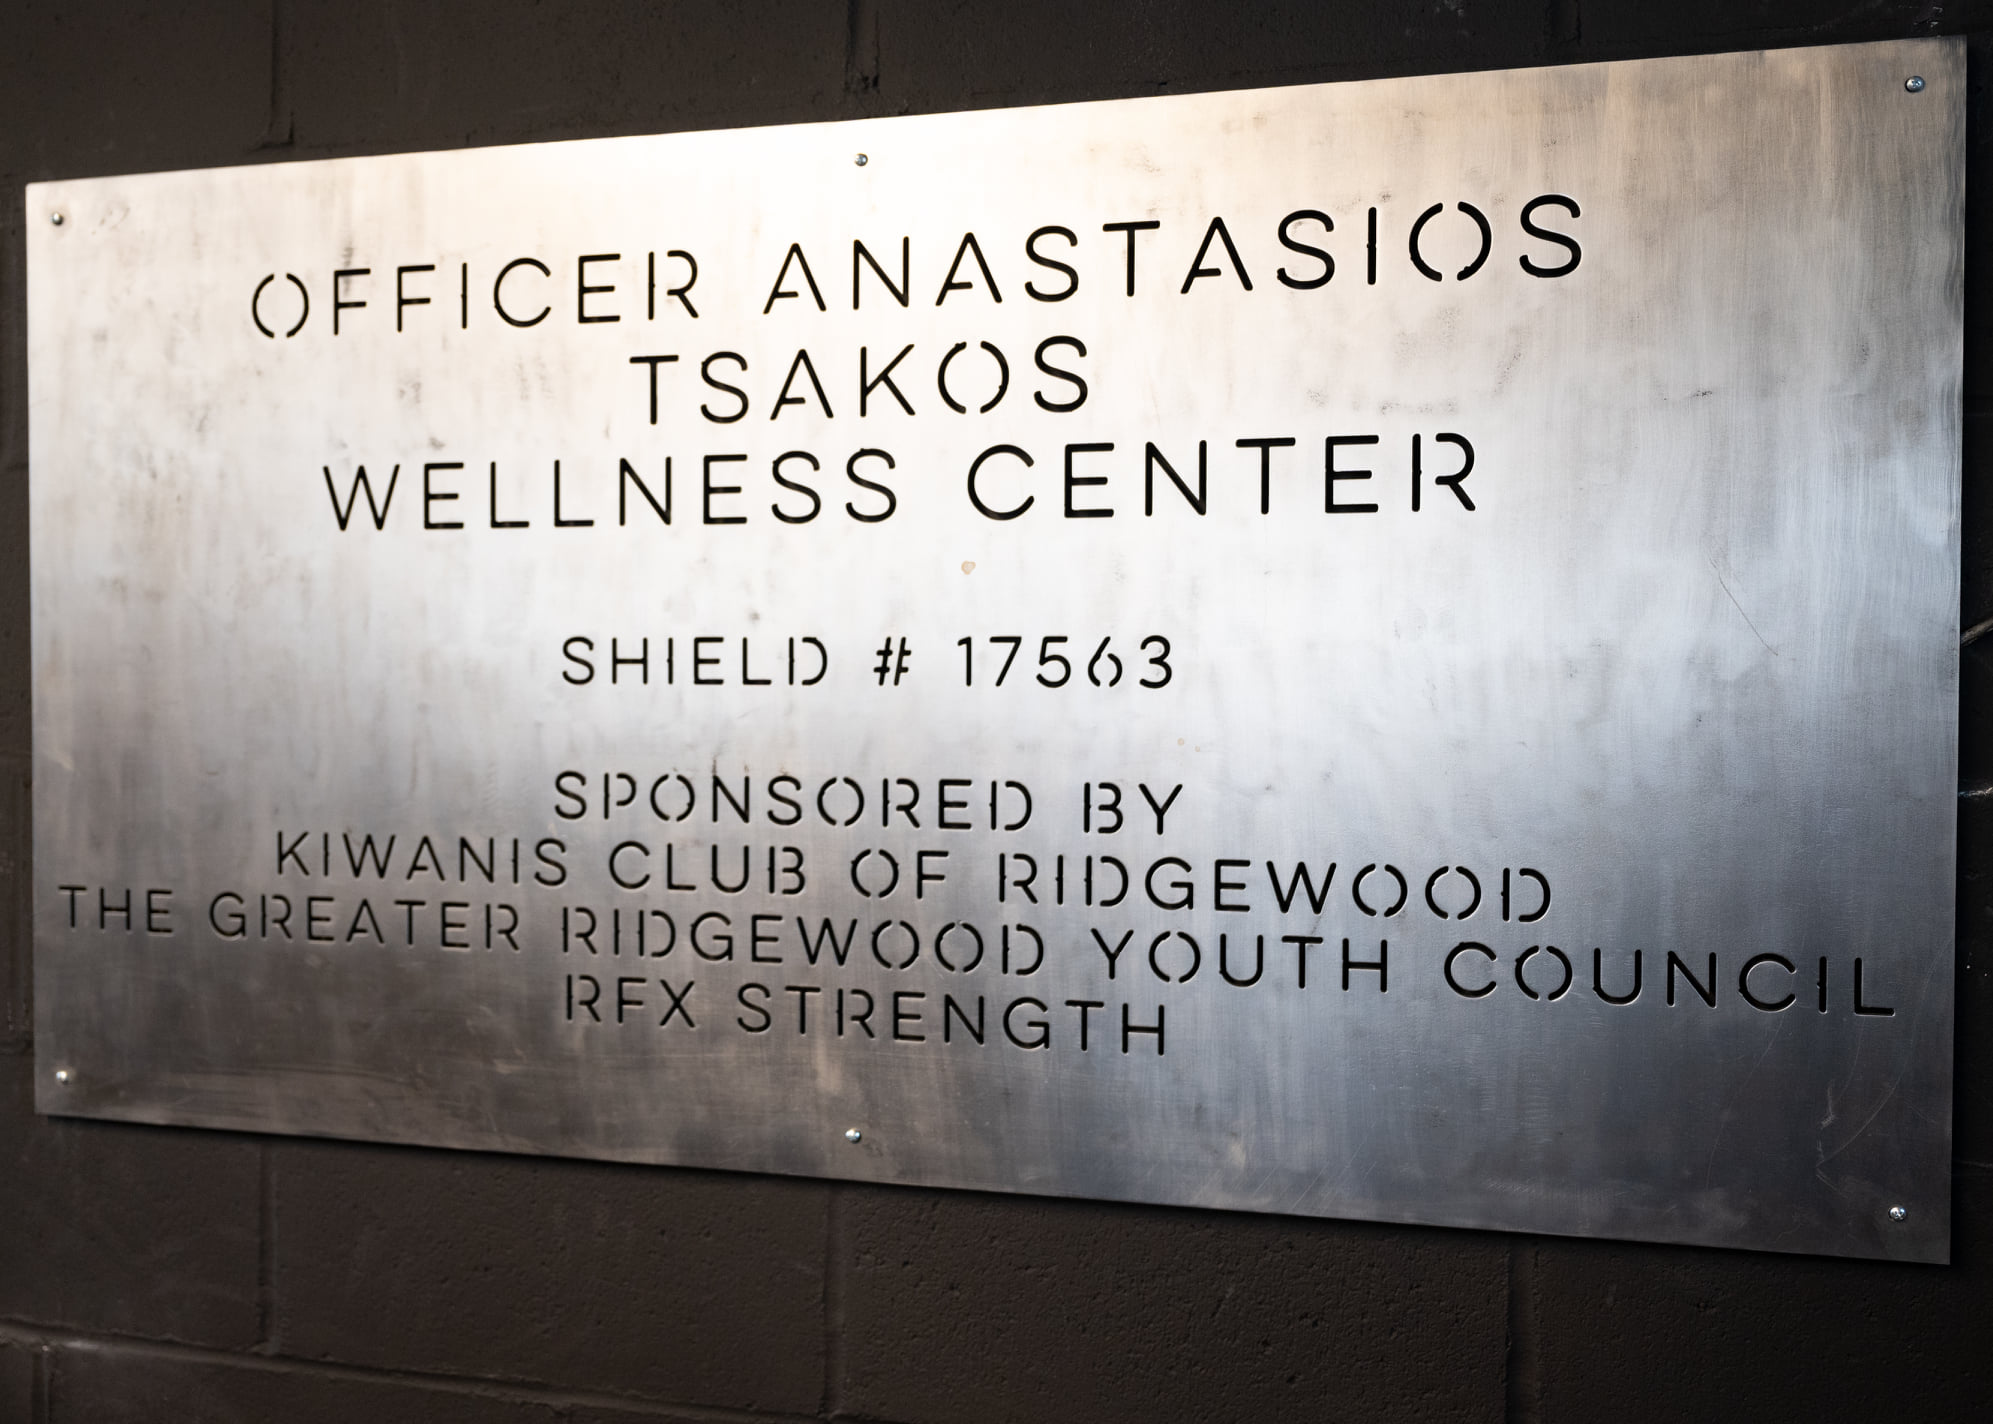 OFFICER ANASTASIOS
TSAKOS
WELLNESS CENTER
SHIELD # 17563
SPONSORED BY
KIWANIS CLUB OF RIDGEWOOD
THE GREATER RIDGEWOOD YOUTH COUNCIL
RFX STRENGTH